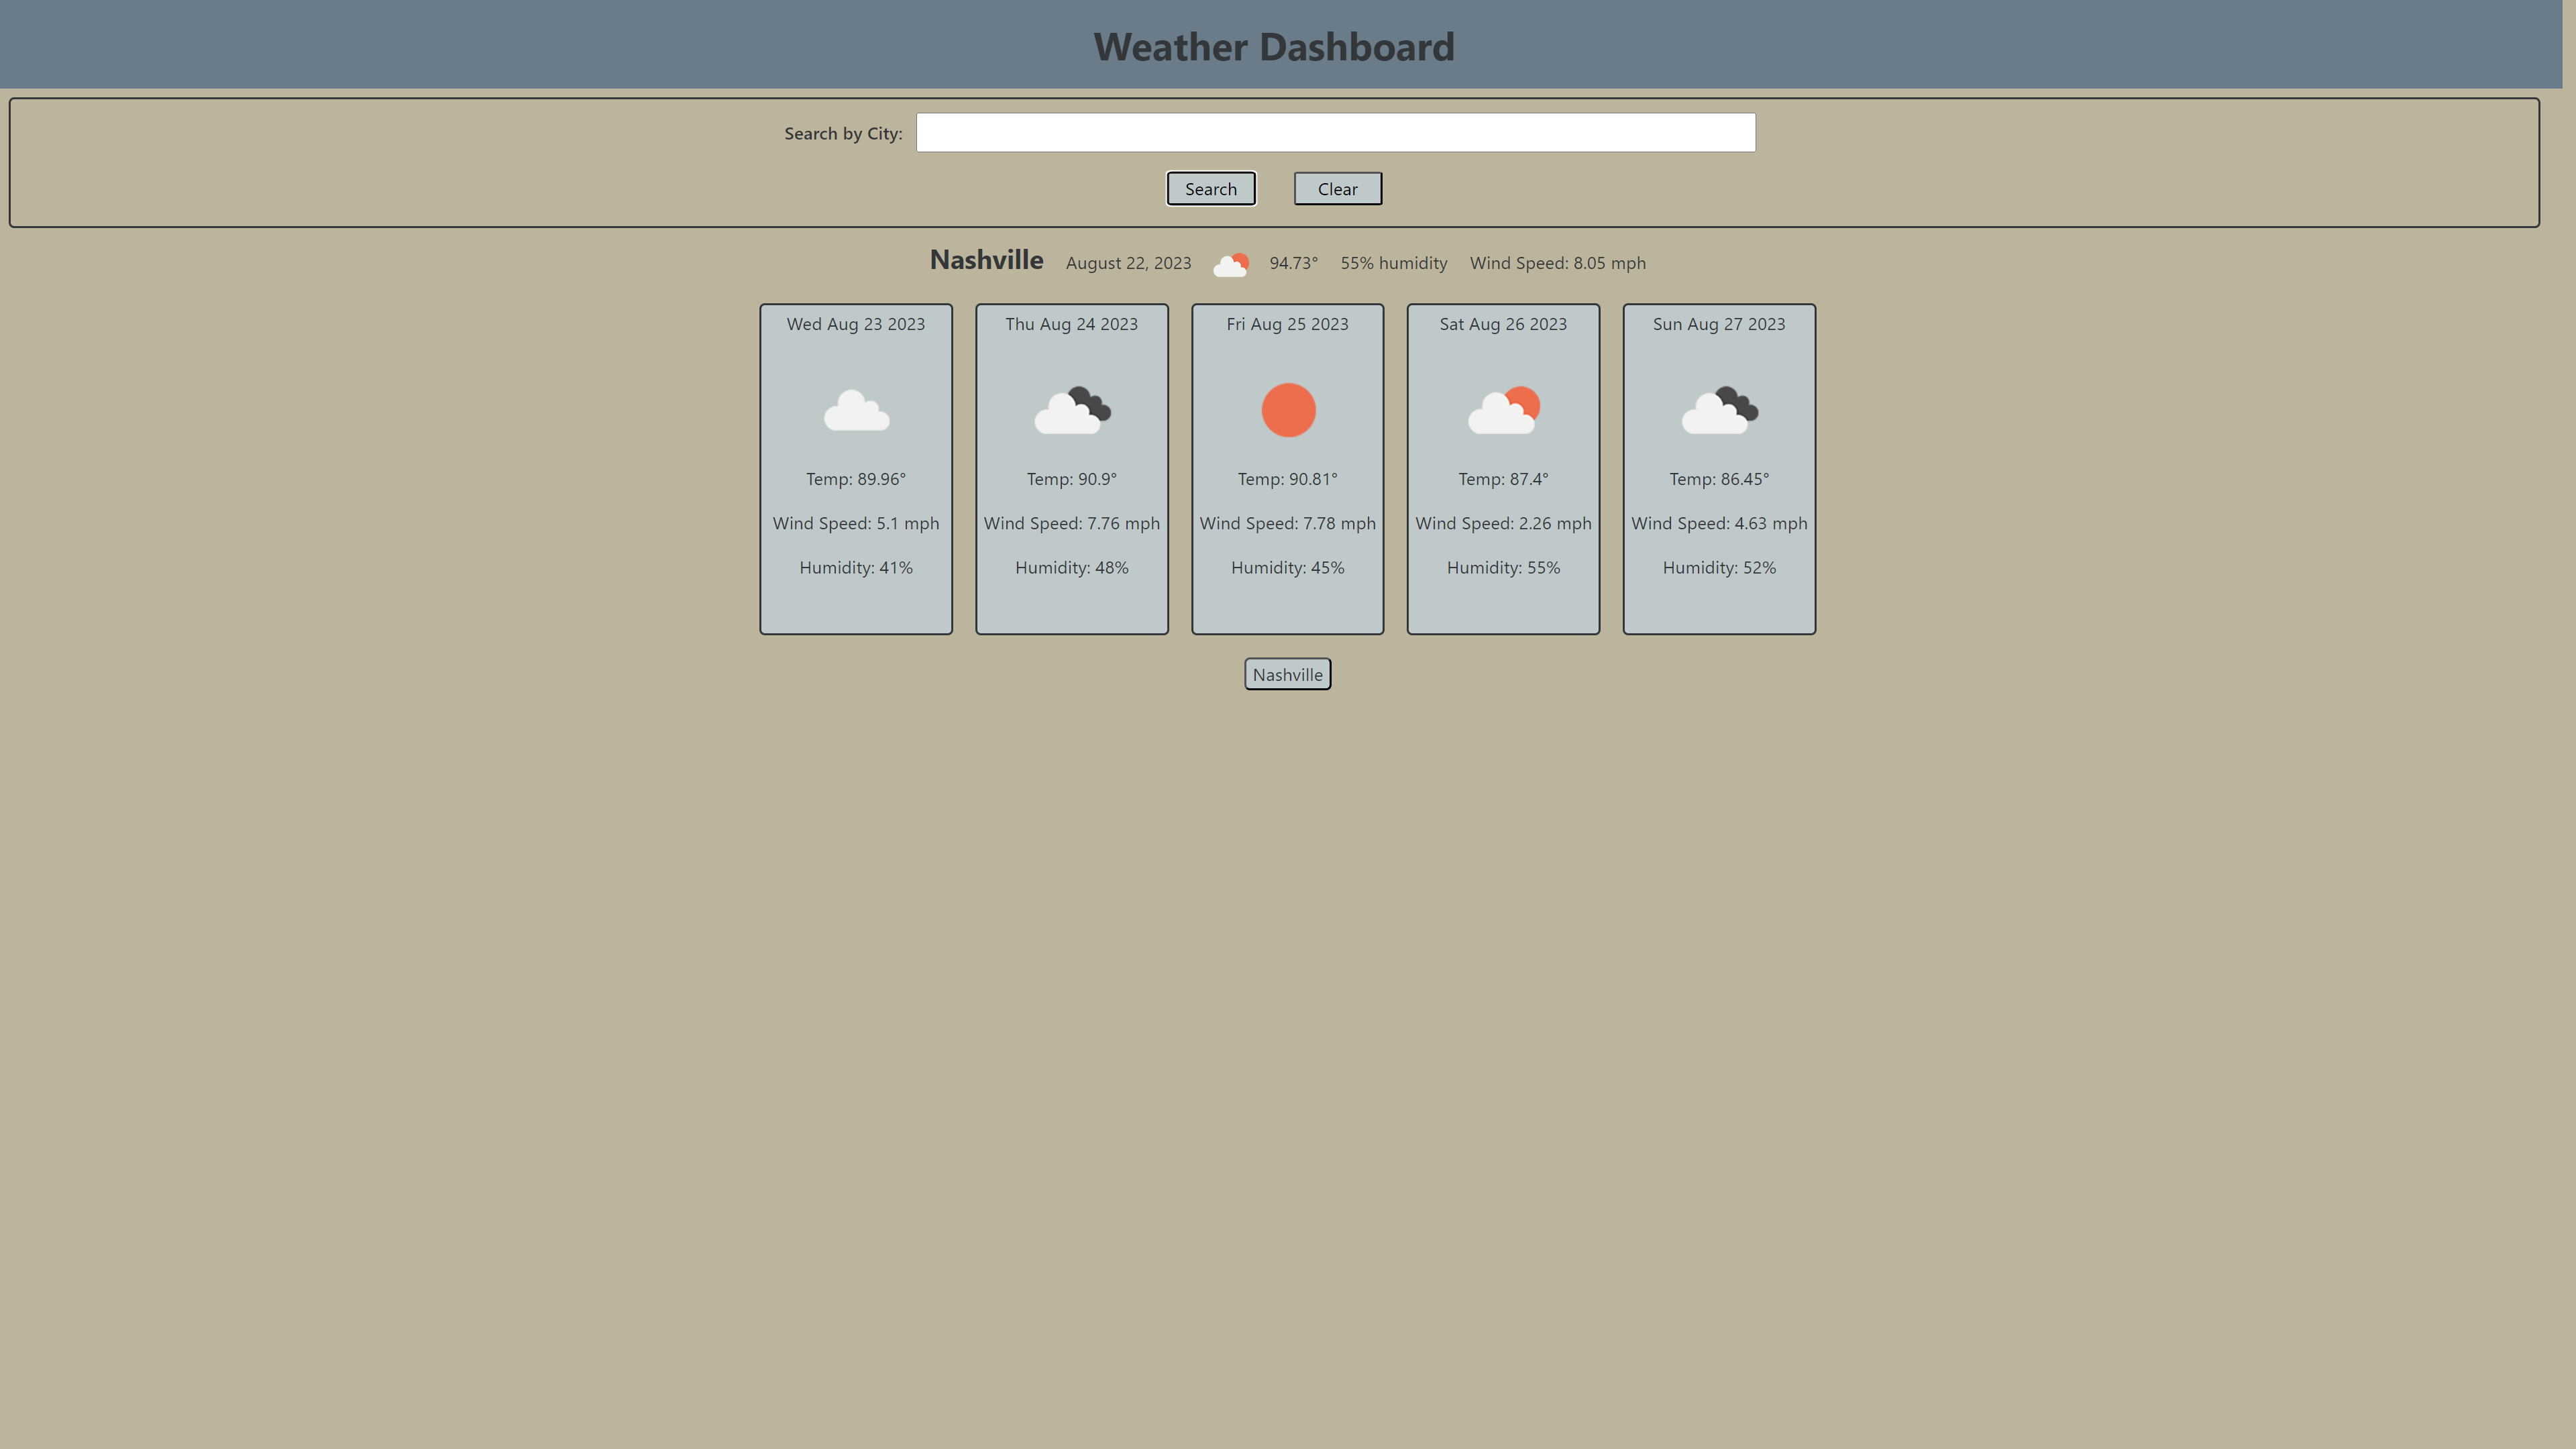 Weather Dashboard
Search by City:
Search Clear
Nashville August 22, 2023 94.73° 55% humidity Wind Speed: 8.05 mph
Wed Aug 23 2023
Temp: 89.96°
Wind Speed: 5.1 mph
Humidity: 41%
Thu Aug 24 2023
Temp: 90.9°
Wind Speed: 7.76 mph
Humidity: 48%
Fri Aug 25 2023
Temp: 90.81°
Wind Speed: 7.78 mph
Humidity: 45%
Sat Aug 26 2023
Temp: 87.4°
Wind Speed: 2.26 mph
Humidity: 55%
Sun Aug 27 2023
Temp: 86.45°
Wind Speed: 4.63 mph
Humidity: 52%
Nashville